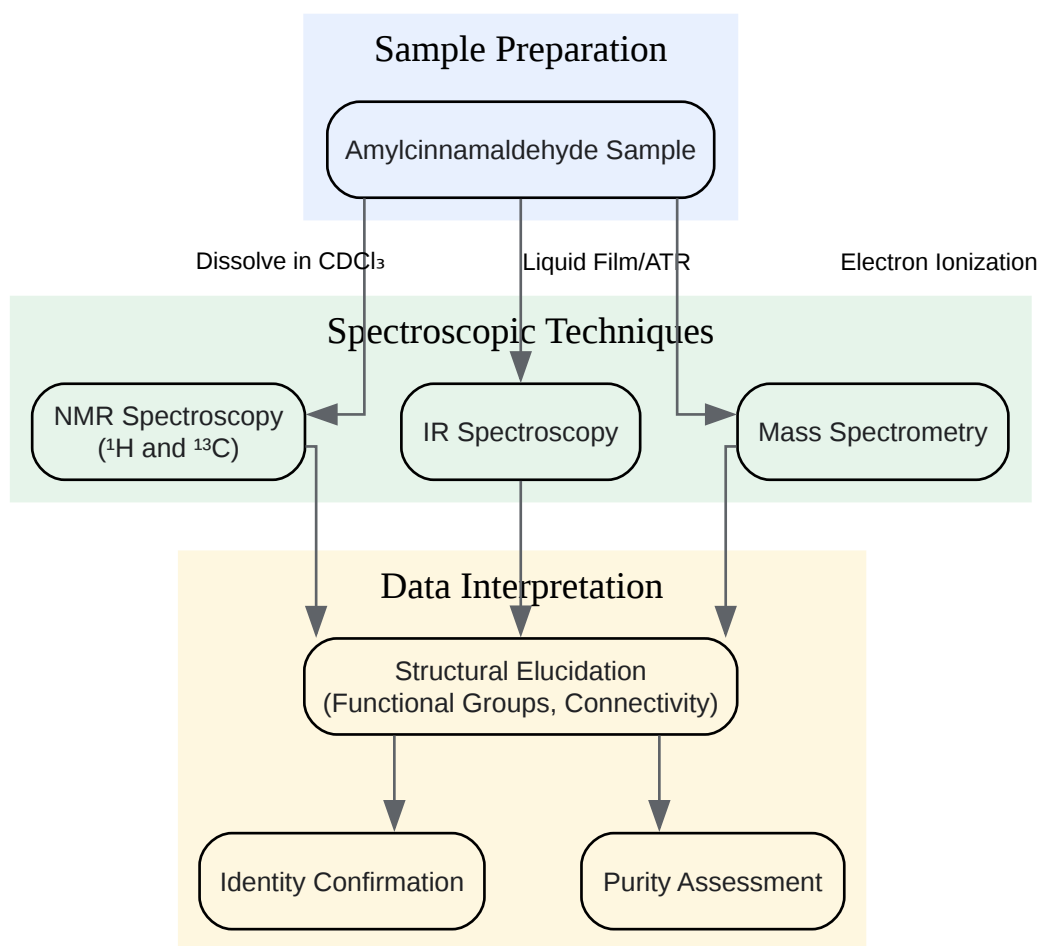 Sample Preparation
Amylcinnamaldehyde Sample
Dissolve in CDCl₃
Liquid Film/ATR
Electron Ionization
Spectroscopic Techniques
NMR Spectroscopy
(¹H and ¹³C)
IR Spectroscopy
Mass Spectrometry
Data Interpretation
Structural Elucidation
(Functional Groups, Connectivity)
Identity Confirmation
Purity Assessment